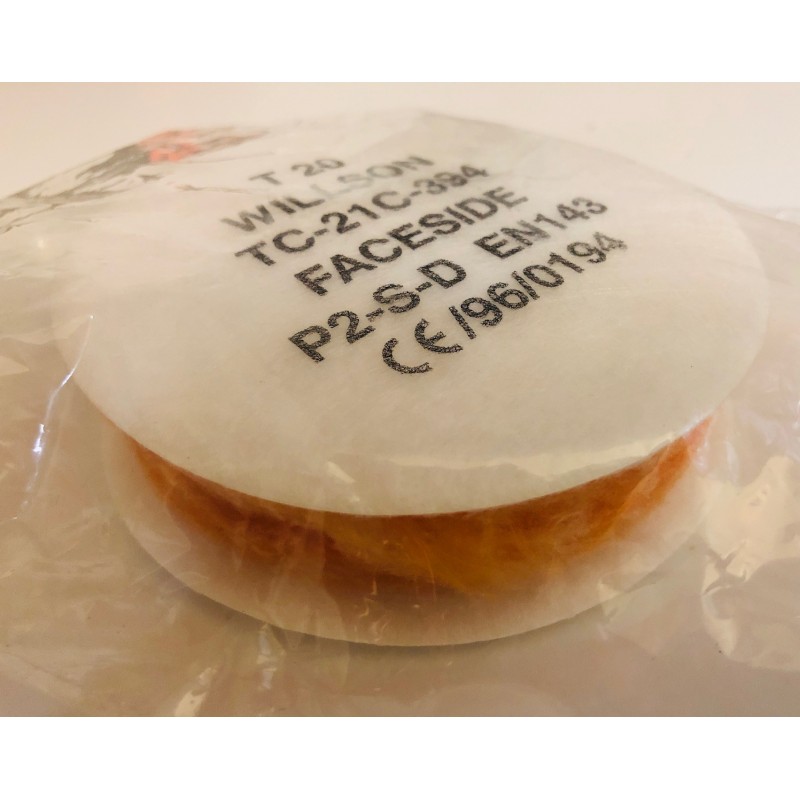 T 20
WILLSON
TC-21C-394
FACESIDE
P2-S-D EN143
CE/96/0194